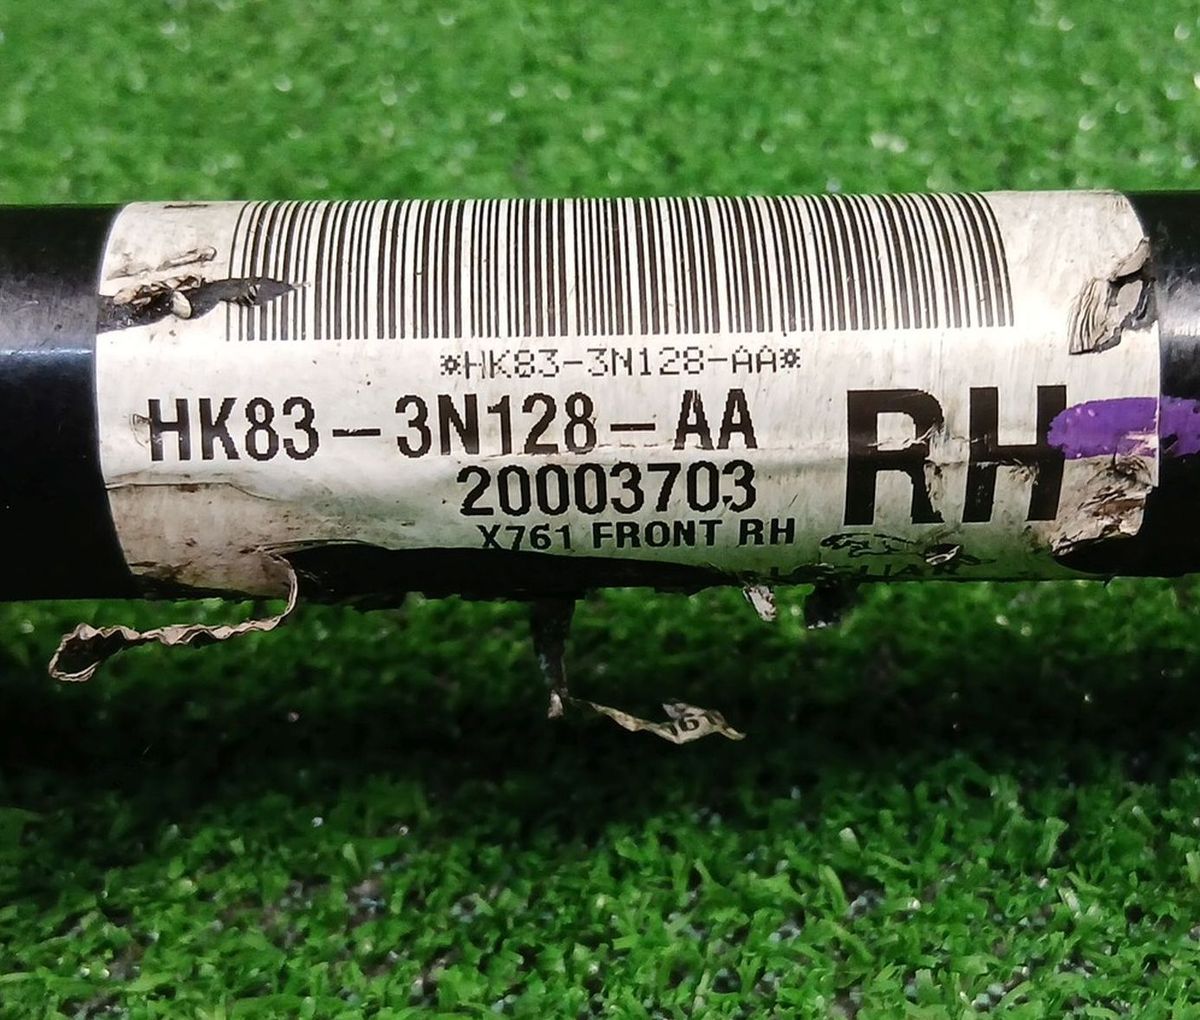 *HK83-3N128-AA*
HK83-3N128-AA
RH
20003703
X761 FRONT RH